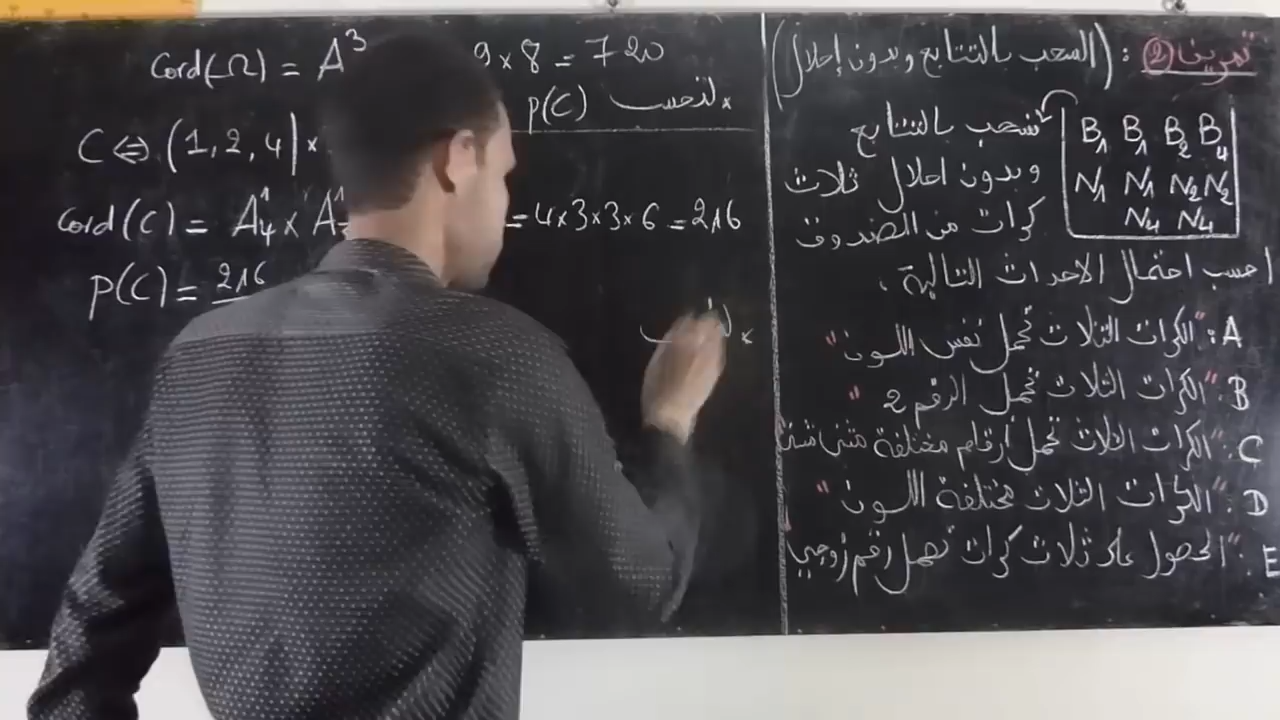 تمرين ② : (السحب بالتتابع وبدون إحلال)
B₁ B₁ B₂ B₄
N₁ N₁ N₂ N₂
N₄ N₄
نسحب بالتتابع
وبدون احلال ثلاث
كرات من الصندوق
احسب احتمال الاحداث التالية :
A : "الكرات الثلاث تحمل نفس اللون"
B : "الكرات الثلاث تحمل الرقم 2"
C : "الكرات الثلاث تحمل أرقام مختلفة مثنى مثنى
D : "الكرات الثلاث مختلفة اللون"
E : "الحصول على ثلاث كرات تحمل رقم زوجي"
Card(Ω) = A³ 9 × 8 = 720
× لنحسب p(C)
C ⇔ (1, 2, 4) ×
Card(C) = A¹₄ × A¹₃ = 4 × 3 × 3 × 6 = 216
p(C) = 216
×